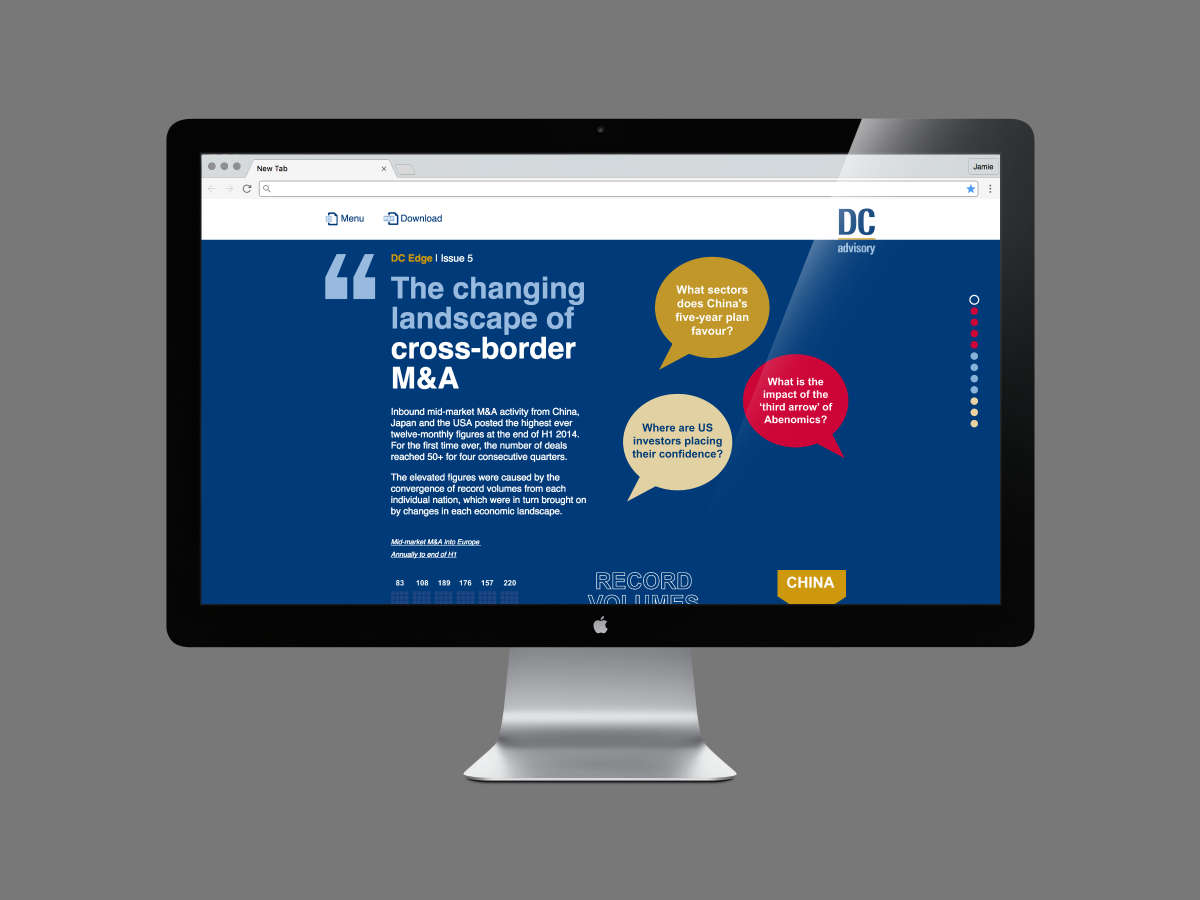 New Tab
Jamie
Menu
Download
DC
advisory
DC Edge | Issue 5
“
The changing
landscape of
cross-border
M&A
Inbound mid-market M&A activity from China,
Japan and the USA posted the highest ever
twelve-monthly figures at the end of H1 2014.
For the first time ever, the number of deals
reached 50+ for four consecutive quarters.
The elevated figures were caused by the
convergence of record volumes from each
individual nation, which were in turn brought on
by changes in each economic landscape.
Mid-market M&A into Europe
Annually to end of H1
83 108 189 176 157 220
What sectors
does China's
five-year plan
favour?
What is the
impact of the
‘third arrow’ of
Abenomics?
Where are US
investors placing
their confidence?
RECORD
VOLUMES
CHINA